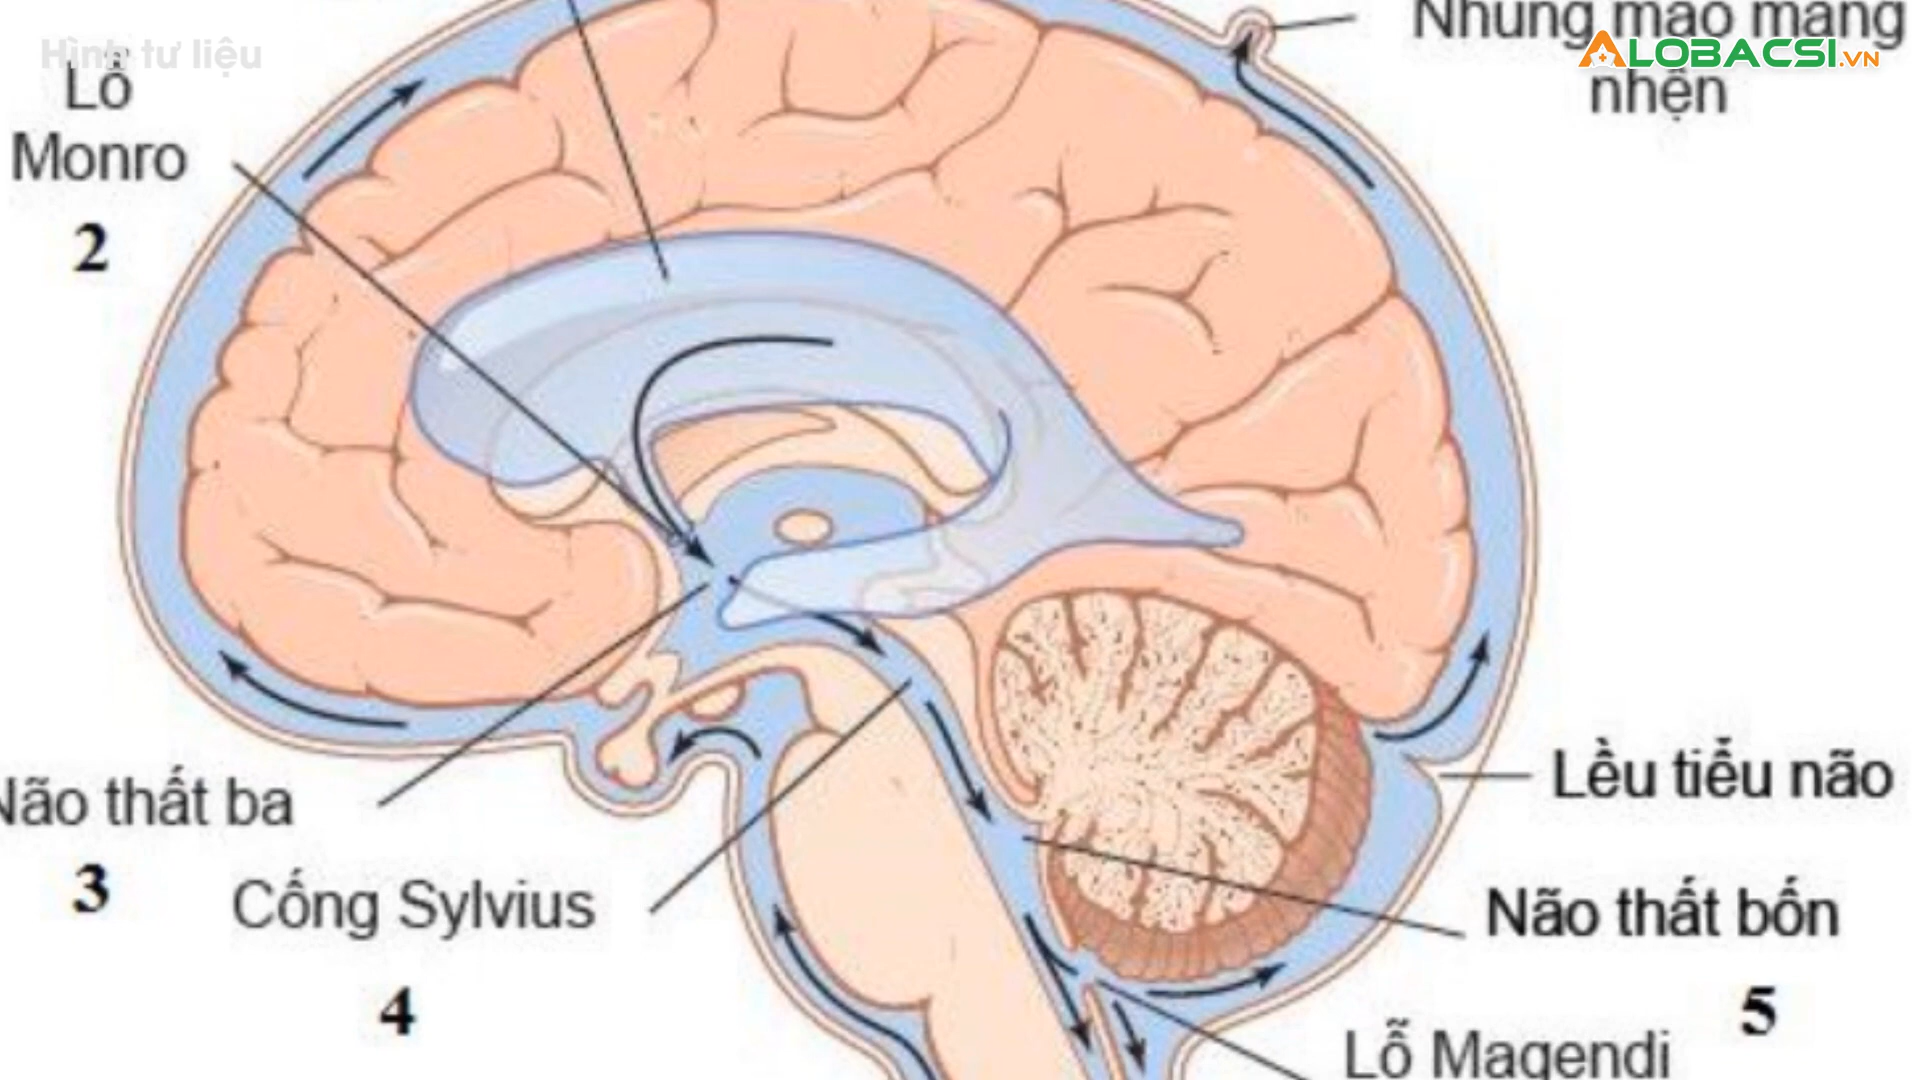 Hình tư liệu
Lỗ
Monro
2
Nhung mao màng
nhện
ALOBACSI.VN
Não thất ba
3
Cống Sylvius
4
Lều tiểu não
Não thất bốn
5
Lỗ Magendi